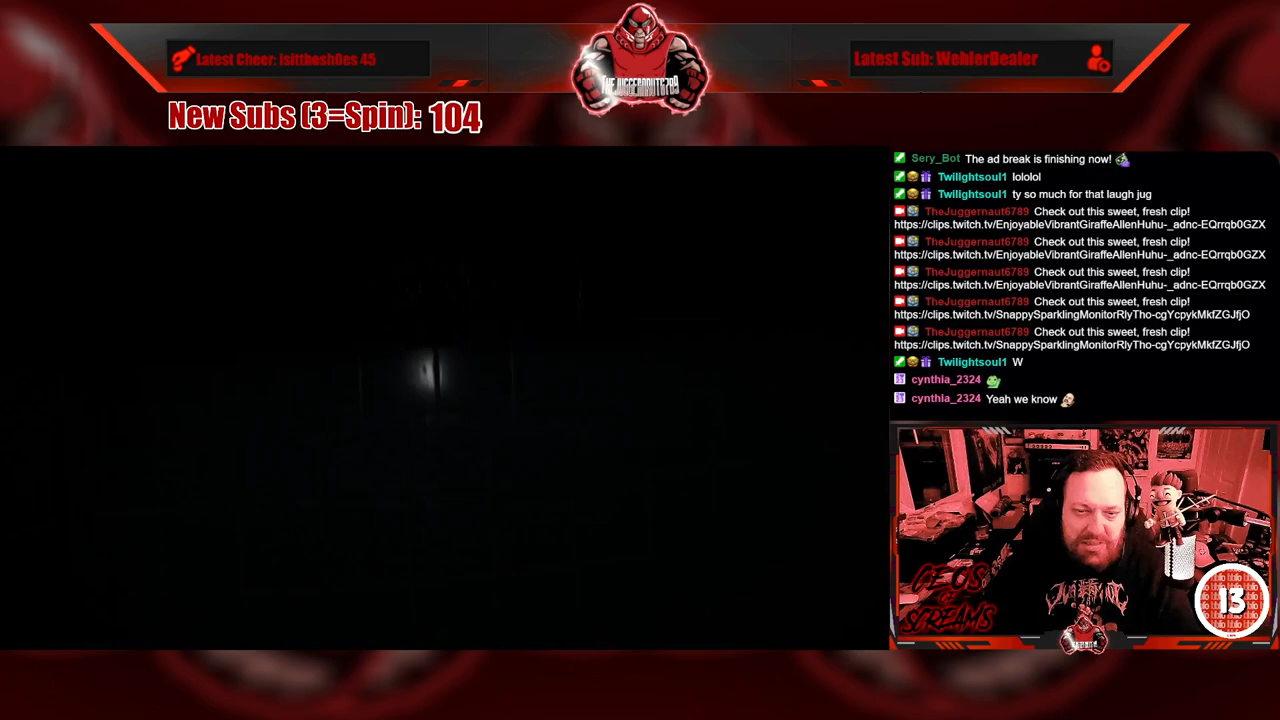 Latest Cheer: Isitthesh0es 45
THEJUGGERNAUT6789
Latest Sub: WehlerDealer
New Subs (3=Spin): 104
Sery_Bot The ad break is finishing now!
Twilightsoul1 lololol
Twilightsoul1 ty so much for that laugh jug
TheJuggernaut6789 Check out this sweet, fresh clip!
https://clips.twitch.tv/EnjoyableVibrantGiraffeAllenHuhu-_adnc-EQrrqb0GZX
TheJuggernaut6789 Check out this sweet, fresh clip!
https://clips.twitch.tv/EnjoyableVibrantGiraffeAllenHuhu-_adnc-EQrrqb0GZX
TheJuggernaut6789 Check out this sweet, fresh clip!
https://clips.twitch.tv/EnjoyableVibrantGiraffeAllenHuhu-_adnc-EQrrqb0GZX
TheJuggernaut6789 Check out this sweet, fresh clip!
https://clips.twitch.tv/SnappySparklingMonitorRlyTho-cgYcpykMkfZGJfjO
TheJuggernaut6789 Check out this sweet, fresh clip!
https://clips.twitch.tv/SnappySparklingMonitorRlyTho-cgYcpykMkfZGJfjO
Twilightsoul1 W
cynthia_2324
cynthia_2324 Yeah we know
SCREAMS
13